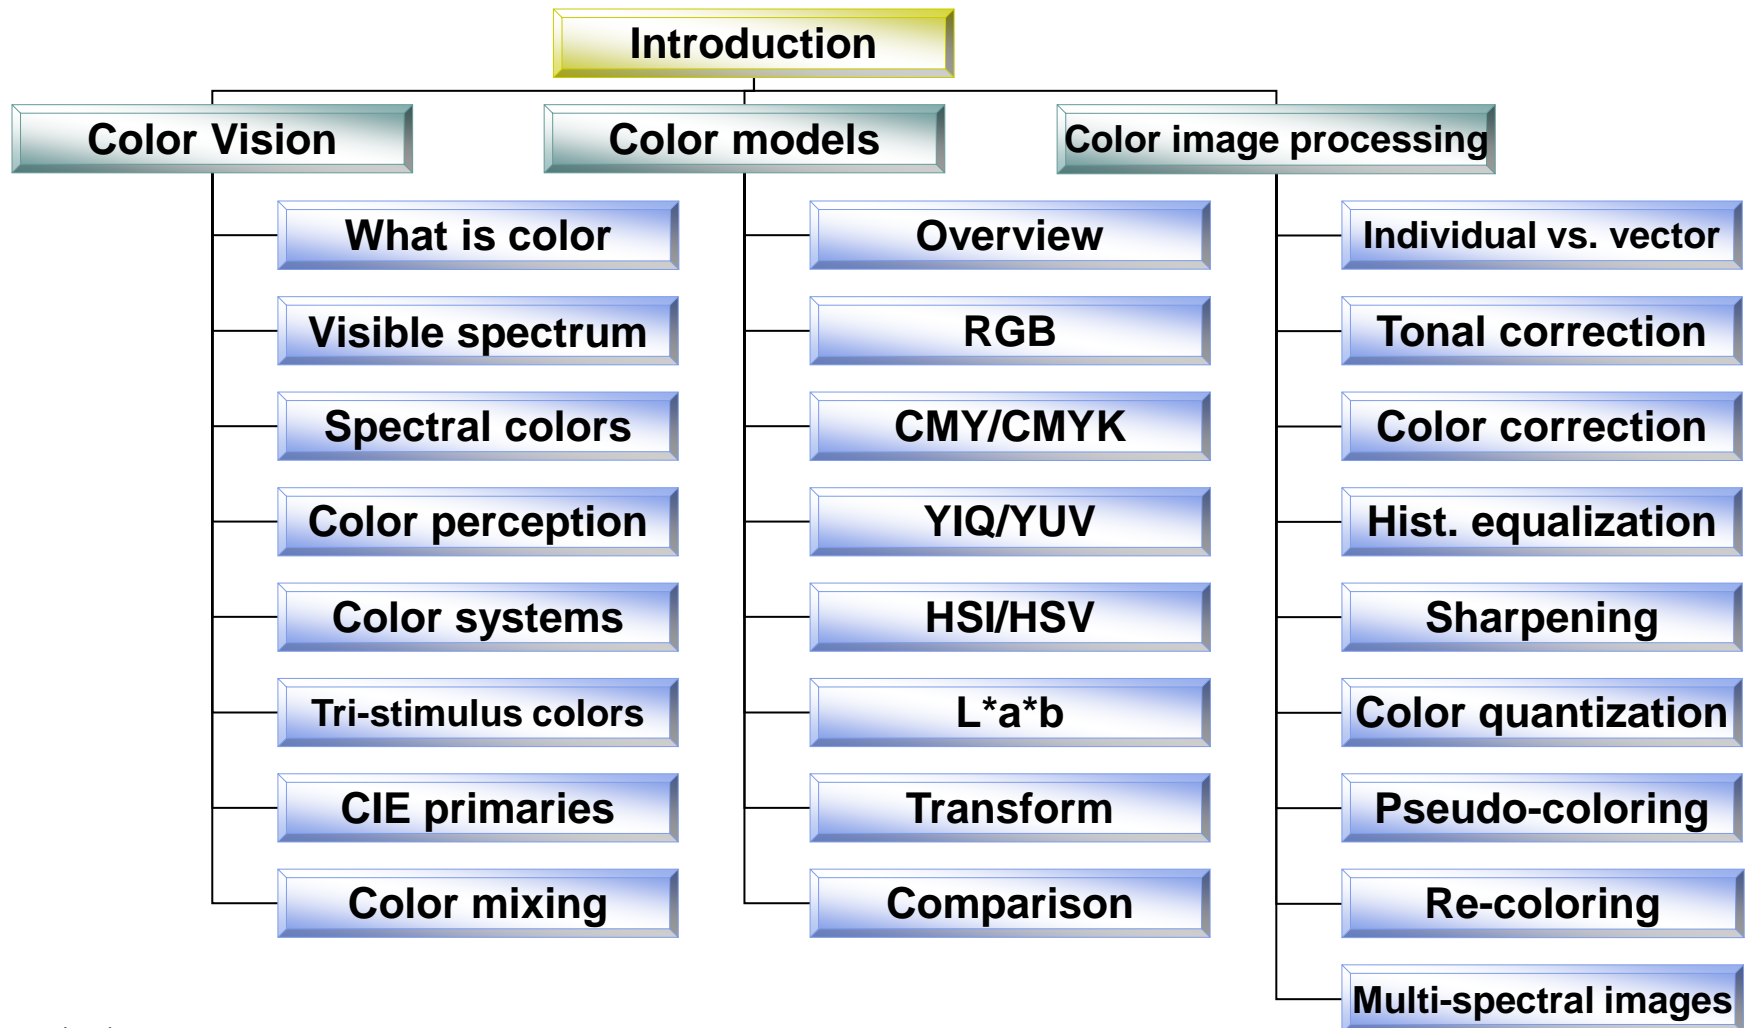 Introduction
Color Vision
Color models
Color image processing
What is color
Visible spectrum
Spectral colors
Color perception
Color systems
Tri-stimulus colors
CIE primaries
Color mixing
Overview
RGB
CMY/CMYK
YIQ/YUV
HSI/HSV
L*a*b
Transform
Comparison
Individual vs. vector
Tonal correction
Color correction
Hist. equalization
Sharpening
Color quantization
Pseudo-coloring
Re-coloring
Multi-spectral images